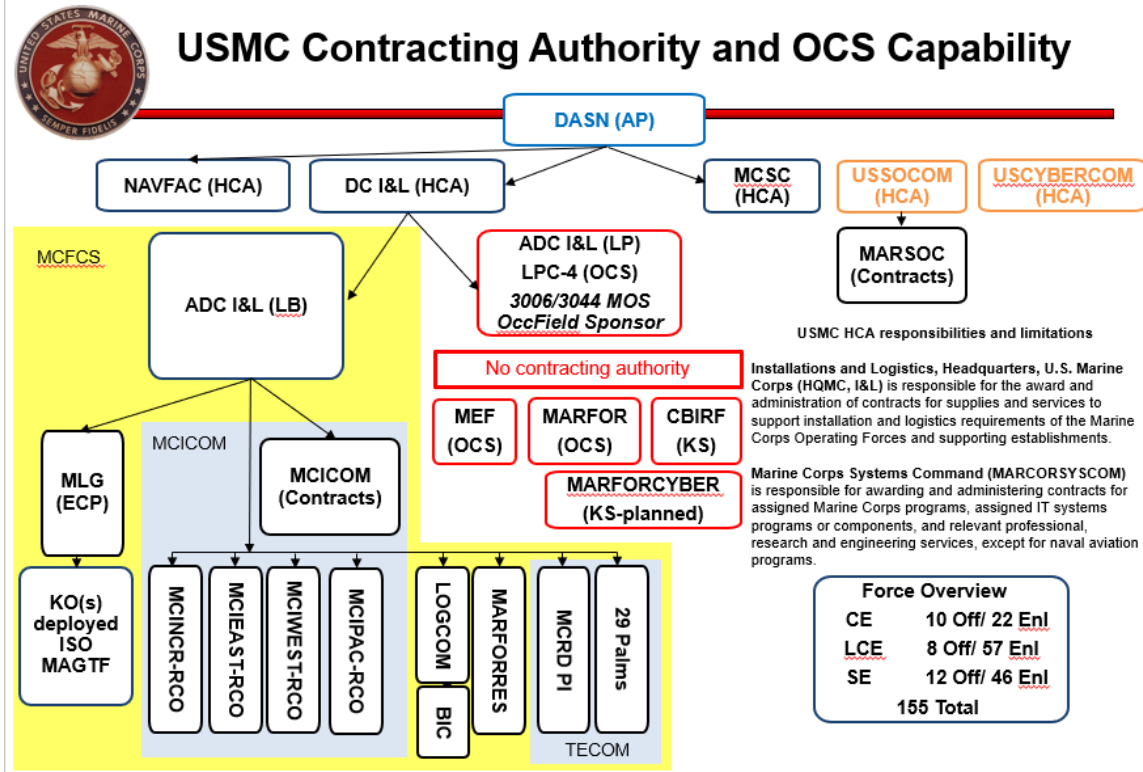 UNITED STATES MARINE CORPS
SEMPER FIDELIS
USMC Contracting Authority and OCS Capability
DASN (AP)
NAVFAC (HCA)
DC I&L (HCA)
MCSC
(HCA)
USSOCOM
(HCA)
USCYBERCOM
(HCA)
MARSOC
(Contracts)
MCFCS
ADC I&L (LB)
ADC I&L (LP)
LPC-4 (OCS)
3006/3044 MOS
OccField Sponsor
No contracting authority
MEF
(OCS)
MARFOR
(OCS)
CBIRF
(KS)
MARFORCYBER
(KS-planned)
MLG
(ECP)
MCICOM
MCICOM
(Contracts)
KO(s)
deployed
ISO
MAGTF
MCINCR-RCO
MCIEAST-RCO
MCIWEST-RCO
MCIPAC-RCO
LOGCOM
BIC
MARFORRES
MCRD PI
29 Palms
TECOM
USMC HCA responsibilities and limitations
Installations and Logistics, Headquarters, U.S. Marine
Corps (HQMC, I&L) is responsible for the award and
administration of contracts for supplies and services to
support installation and logistics requirements of the Marine
Corps Operating Forces and supporting establishments.
Marine Corps Systems Command (MARCORSYSCOM)
is responsible for awarding and administering contracts for
assigned Marine Corps programs, assigned IT systems
programs or components, and relevant professional,
research and engineering services, except for naval aviation
programs.
Force Overview
CE 10 Off/ 22 Enl
LCE 8 Off/ 57 Enl
SE 12 Off/ 46 Enl
155 Total